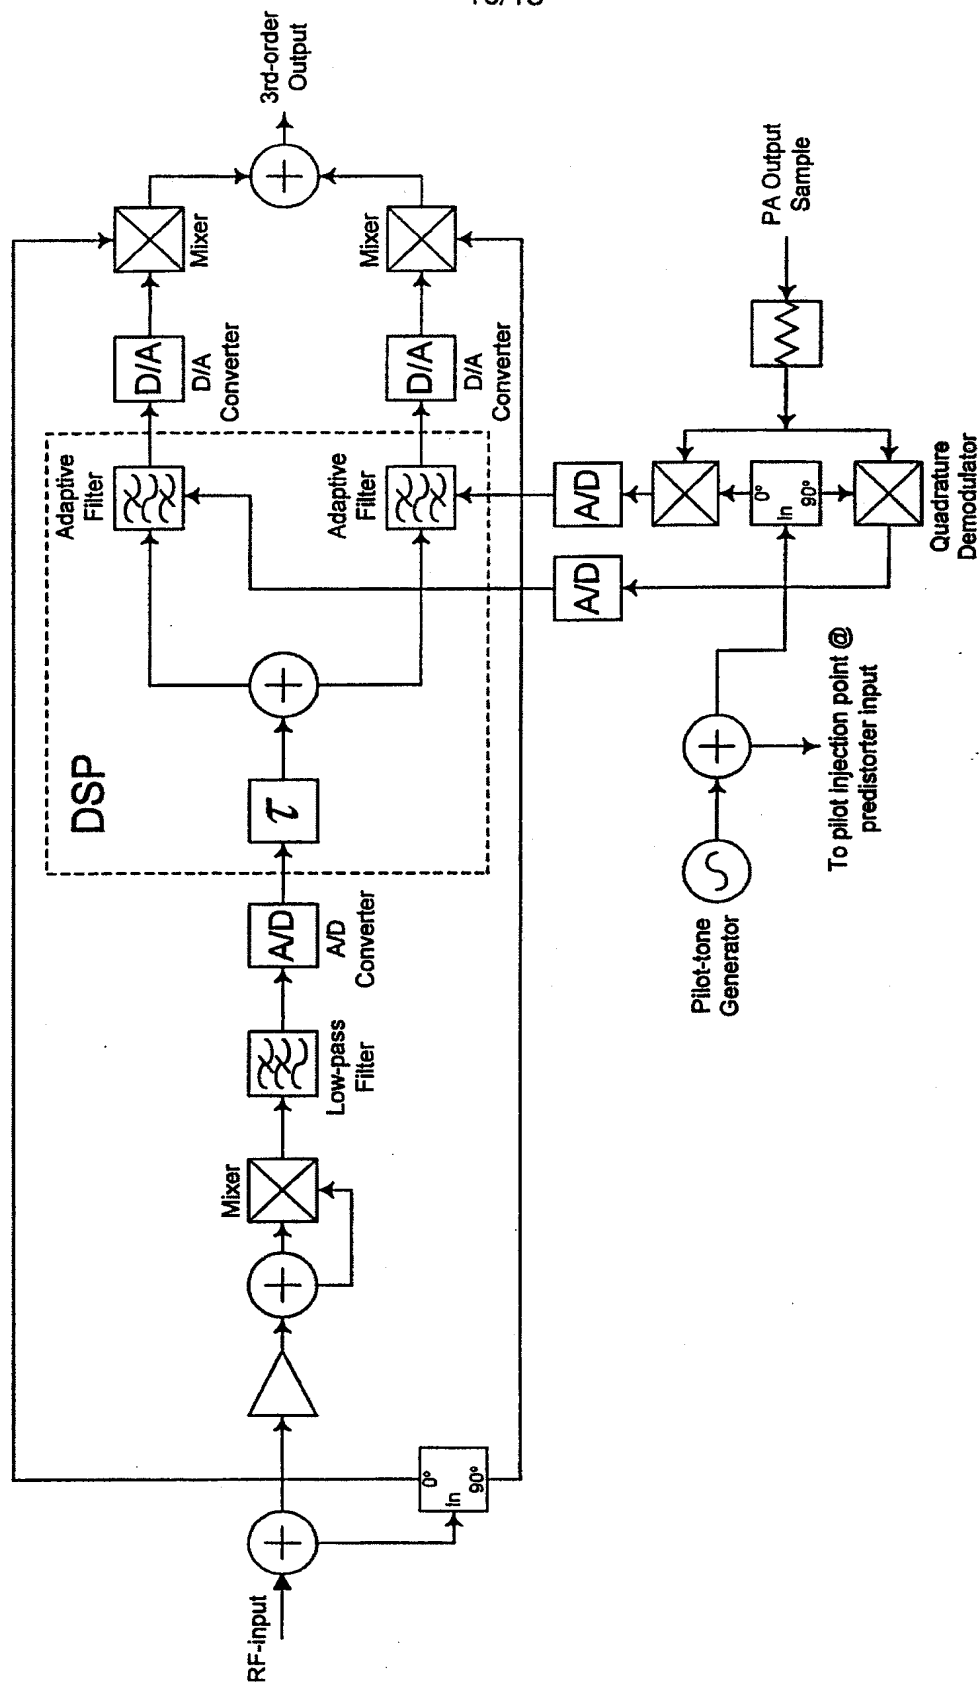 RF-input
0°
In
90°
Mixer
Low-pass
Filter
A/D
A/D
Converter
DSP
τ
Adaptive
Filter
Adaptive
Filter
D/A
D/A
Converter
D/A
D/A
Converter
Mixer
Mixer
3rd-order
Output
Pilot-tone
Generator
To pilot injection point @
predistorter input
A/D
A/D
0°
In
90°
Quadrature
Demodulator
PA Output
Sample